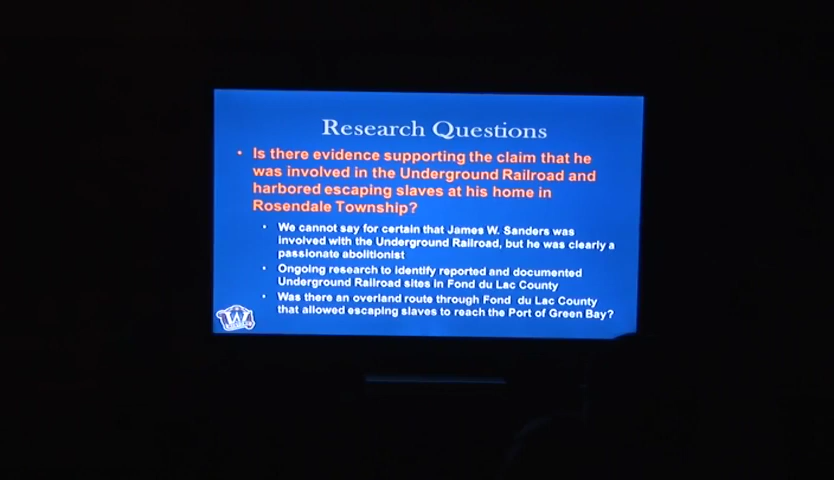 Research Questions
• Is there evidence supporting the claim that he
was involved in the Underground Railroad and
harbored escaping slaves at his home in
Rosendale Township?
• We cannot say for certain that James W. Sanders was
involved with the Underground Railroad, but he was clearly a
passionate abolitionist
• Ongoing research to identify reported and documented
Underground Railroad sites in Fond du Lac County
• Was there an overland route through Fond du Lac County
that allowed escaping slaves to reach the Port of Green Bay?
W